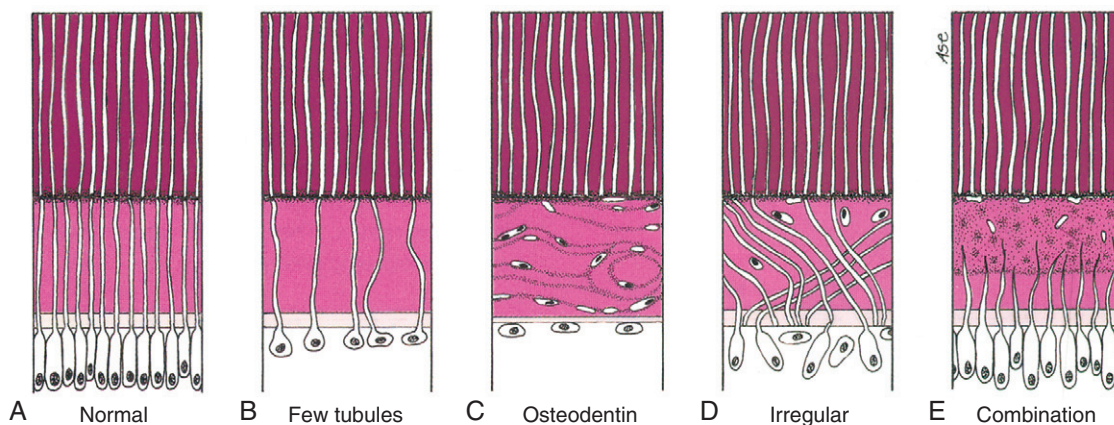 A Normal
B Few tubules
C Osteodentin
D Irregular
E Combination